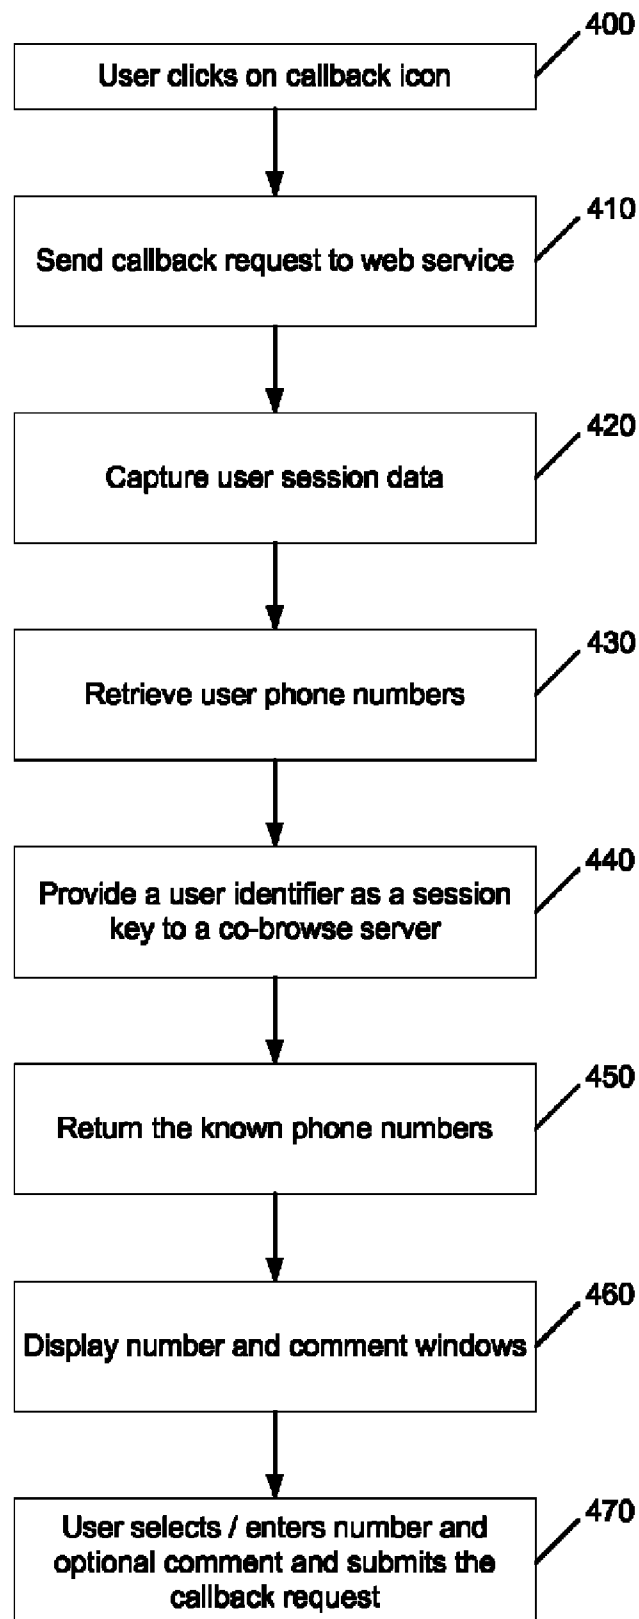 400
User clicks on callback icon
410
Send callback request to web service
420
Capture user session data
430
Retrieve user phone numbers
440
Provide a user identifier as a session
key to a co-browse server
450
Return the known phone numbers
460
Display number and comment windows
470
User selects / enters number and
optional comment and submits the
callback request